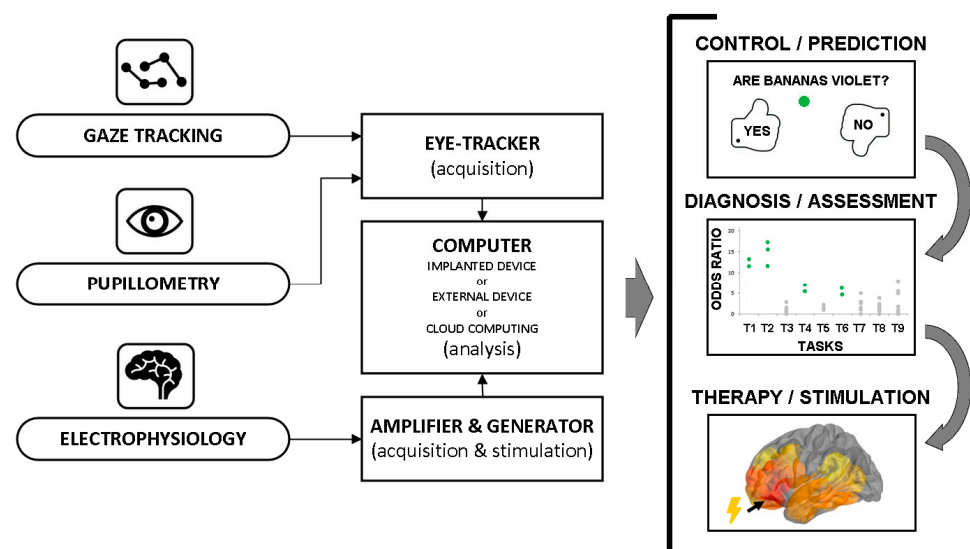 GAZE TRACKING
PUPILLOMETRY
ELECTROPHYSIOLOGY
EYE-TRACKER
(acquisition)
COMPUTER
IMPLANTED DEVICE
or
EXTERNAL DEVICE
or
CLOUD COMPUTING
(analysis)
AMPLIFIER & GENERATOR
(acquisition & stimulation)
CONTROL / PREDICTION
ARE BANANAS VIOLET?
YES
NO
DIAGNOSIS / ASSESSMENT
ODDS RATIO
20
15
10
5
0
T1 T2 T3 T4 T5 T6 T7 T8 T9
TASKS
THERAPY / STIMULATION